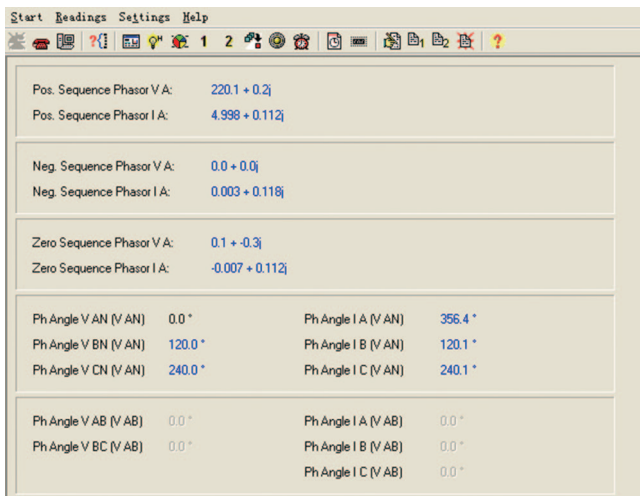 Start Readings Settings Help
?{} H 1 2 1 2 ?
Pos. Sequence Phasor V A: 220.1 + 0.2j
Pos. Sequence Phasor I A: 4.998 + 0.112j
Neg. Sequence Phasor V A: 0.0 + 0.0j
Neg. Sequence Phasor I A: 0.003 + 0.118j
Zero Sequence Phasor V A: 0.1 + -0.3j
Zero Sequence Phasor I A: -0.007 + 0.112j
Ph Angle V AN (V AN) 0.0 ° Ph Angle I A (V AN) 356.4 °
Ph Angle V BN (V AN) 120.0 ° Ph Angle I B (V AN) 120.1 °
Ph Angle V CN (V AN) 240.0 ° Ph Angle I C (V AN) 240.1 °
Ph Angle V AB (V AB) 0.0 ° Ph Angle I A (V AB) 0.0 °
Ph Angle V BC (V AB) 0.0 ° Ph Angle I B (V AB) 0.0 °
Ph Angle I C (V AB) 0.0 °